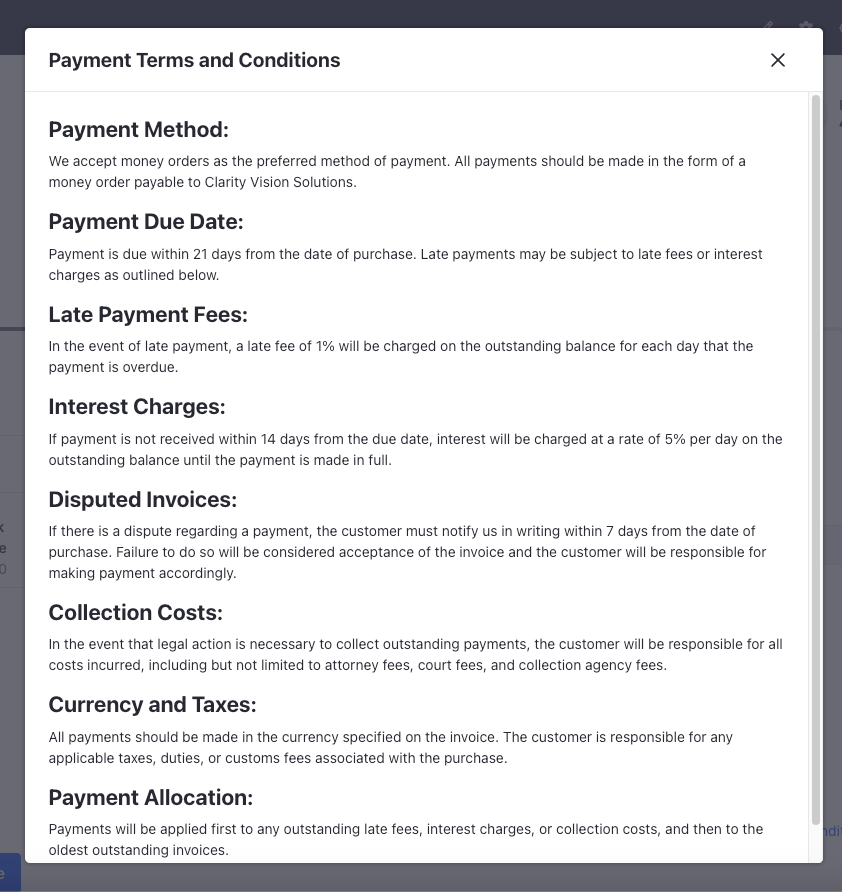 Payment Terms and Conditions
Payment Method:
We accept money orders as the preferred method of payment. All payments should be made in the form of a
money order payable to Clarity Vision Solutions.
Payment Due Date:
Payment is due within 21 days from the date of purchase. Late payments may be subject to late fees or interest
charges as outlined below.
Late Payment Fees:
In the event of late payment, a late fee of 1% will be charged on the outstanding balance for each day that the
payment is overdue.
Interest Charges:
If payment is not received within 14 days from the due date, interest will be charged at a rate of 5% per day on the
outstanding balance until the payment is made in full.
Disputed Invoices:
If there is a dispute regarding a payment, the customer must notify us in writing within 7 days from the date of
purchase. Failure to do so will be considered acceptance of the invoice and the customer will be responsible for
making payment accordingly.
Collection Costs:
In the event that legal action is necessary to collect outstanding payments, the customer will be responsible for all
costs incurred, including but not limited to attorney fees, court fees, and collection agency fees.
Currency and Taxes:
All payments should be made in the currency specified on the invoice. The customer is responsible for any
applicable taxes, duties, or customs fees associated with the purchase.
Payment Allocation:
Payments will be applied first to any outstanding late fees, interest charges, or collection costs, and then to the
oldest outstanding invoices.